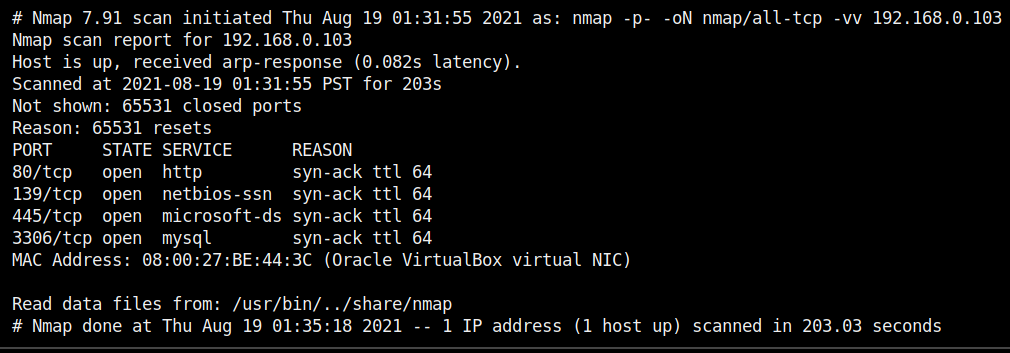 # Nmap 7.91 scan initiated Thu Aug 19 01:31:55 2021 as: nmap -p- -oN nmap/all-tcp -vv 192.168.0.103
Nmap scan report for 192.168.0.103
Host is up, received arp-response (0.082s latency).
Scanned at 2021-08-19 01:31:55 PST for 203s
Not shown: 65531 closed ports
Reason: 65531 resets
PORT     STATE SERVICE      REASON
80/tcp   open  http         syn-ack ttl 64
139/tcp  open  netbios-ssn  syn-ack ttl 64
445/tcp  open  microsoft-ds syn-ack ttl 64
3306/tcp open  mysql        syn-ack ttl 64
MAC Address: 08:00:27:BE:44:3C (Oracle VirtualBox virtual NIC)

Read data files from: /usr/bin/../share/nmap
# Nmap done at Thu Aug 19 01:35:18 2021 -- 1 IP address (1 host up) scanned in 203.03 seconds